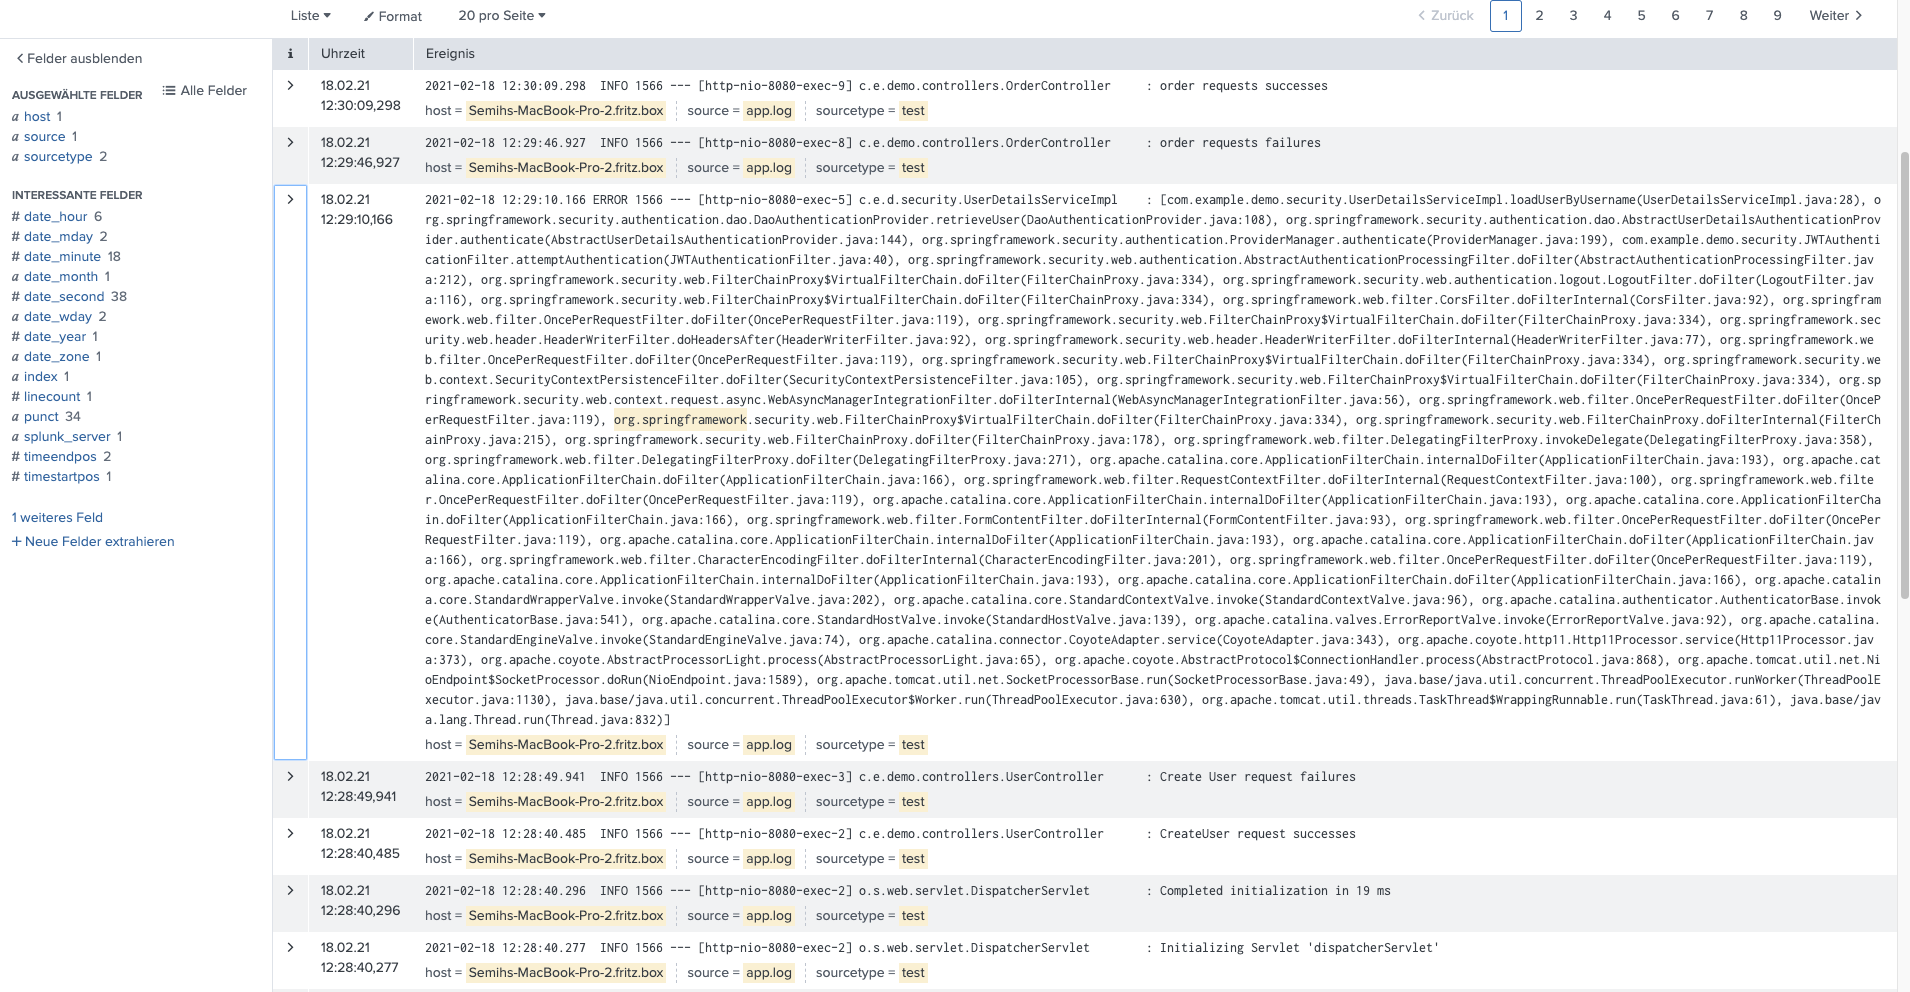 Liste ▾ Format 20 pro Seite ▾ < Zurück 1 2 3 4 5 6 7 8 9 Weiter >
< Felder ausblenden
AUSGEWÄHLTE FELDER Alle Felder
a host 1
a source 1
a sourcetype 2
INTERESSANTE FELDER
# date_hour 6
# date_mday 2
# date_minute 18
a date_month 1
# date_second 38
a date_wday 2
# date_year 1
a date_zone 1
a index 1
# linecount 1
a punct 34
a splunk_server 1
# timeendpos 2
# timestartpos 1
1 weiteres Feld
+ Neue Felder extrahieren
i Uhrzeit Ereignis
> 18.02.21
12:30:09,298
2021-02-18 12:30:09.298  INFO 1566 --- [http-nio-8080-exec-9] c.e.demo.controllers.OrderController     : order requests successes
host = Semihs-MacBook-Pro-2.fritz.box source = app.log sourcetype = test
> 18.02.21
12:29:46,927
2021-02-18 12:29:46.927  INFO 1566 --- [http-nio-8080-exec-8] c.e.demo.controllers.OrderController     : order requests failures
host = Semihs-MacBook-Pro-2.fritz.box source = app.log sourcetype = test
> 18.02.21
12:29:10,166
2021-02-18 12:29:10.166 ERROR 1566 --- [http-nio-8080-exec-5] c.e.d.security.UserDetailsServiceImpl    : [com.example.demo.security.UserDetailsServiceImpl.loadUserByUsername(UserDetailsServiceImpl.java:28), o
rg.springframework.security.authentication.dao.DaoAuthenticationProvider.retrieveUser(DaoAuthenticationProvider.java:108), org.springframework.security.authentication.dao.AbstractUserDetailsAuthenticationProv
ider.authenticate(AbstractUserDetailsAuthenticationProvider.java:144), org.springframework.security.authentication.ProviderManager.authenticate(ProviderManager.java:199), com.example.demo.security.JWTAuthenti
cationFilter.attemptAuthentication(JWTAuthenticationFilter.java:40), org.springframework.security.web.authentication.AbstractAuthenticationProcessingFilter.doFilter(AbstractAuthenticationProcessingFilter.jav
a:212), org.springframework.security.web.FilterChainProxy$VirtualFilterChain.doFilter(FilterChainProxy.java:334), org.springframework.security.web.authentication.logout.LogoutFilter.doFilter(LogoutFilter.jav
a:116), org.springframework.security.web.FilterChainProxy$VirtualFilterChain.doFilter(FilterChainProxy.java:334), org.springframework.web.filter.CorsFilter.doFilterInternal(CorsFilter.java:92), org.springfram
ework.web.filter.OncePerRequestFilter.doFilter(OncePerRequestFilter.java:119), org.springframework.security.web.FilterChainProxy$VirtualFilterChain.doFilter(FilterChainProxy.java:334), org.springframework.sec
urity.web.header.HeaderWriterFilter.doHeadersAfter(HeaderWriterFilter.java:92), org.springframework.security.web.header.HeaderWriterFilter.doFilterInternal(HeaderWriterFilter.java:77), org.springframework.we
b.filter.OncePerRequestFilter.doFilter(OncePerRequestFilter.java:119), org.springframework.security.web.FilterChainProxy$VirtualFilterChain.doFilter(FilterChainProxy.java:334), org.springframework.security.we
b.context.SecurityContextPersistenceFilter.doFilter(SecurityContextPersistenceFilter.java:105), org.springframework.security.web.FilterChainProxy$VirtualFilterChain.doFilter(FilterChainProxy.java:334), org.sp
ringframework.security.web.context.request.async.WebAsyncManagerIntegrationFilter.doFilterInternal(WebAsyncManagerIntegrationFilter.java:56), org.springframework.web.filter.OncePerRequestFilter.doFilter(OnceP
erRequestFilter.java:119), org.springframework.security.web.FilterChainProxy$VirtualFilterChain.doFilter(FilterChainProxy.java:334), org.springframework.security.web.FilterChainProxy.doFilterInternal(FilterCh
ainProxy.java:215), org.springframework.security.web.FilterChainProxy.doFilter(FilterChainProxy.java:178), org.springframework.web.filter.DelegatingFilterProxy.invokeDelegate(DelegatingFilterProxy.java:358),
org.springframework.web.filter.DelegatingFilterProxy.doFilter(DelegatingFilterProxy.java:271), org.apache.catalina.core.ApplicationFilterChain.internalDoFilter(ApplicationFilterChain.java:193), org.apache.cat
alina.core.ApplicationFilterChain.doFilter(ApplicationFilterChain.java:166), org.springframework.web.filter.RequestContextFilter.doFilterInternal(RequestContextFilter.java:100), org.springframework.web.filte
r.OncePerRequestFilter.doFilter(OncePerRequestFilter.java:119), org.apache.catalina.core.ApplicationFilterChain.internalDoFilter(ApplicationFilterChain.java:193), org.apache.catalina.core.ApplicationFilterCha
in.doFilter(ApplicationFilterChain.java:166), org.springframework.web.filter.FormContentFilter.doFilterInternal(FormContentFilter.java:93), org.springframework.web.filter.OncePerRequestFilter.doFilter(OncePer
RequestFilter.java:119), org.apache.catalina.core.ApplicationFilterChain.internalDoFilter(ApplicationFilterChain.java:193), org.apache.catalina.core.ApplicationFilterChain.doFilter(ApplicationFilterChain.jav
a:166), org.springframework.web.filter.CharacterEncodingFilter.doFilterInternal(CharacterEncodingFilter.java:201), org.springframework.web.filter.OncePerRequestFilter.doFilter(OncePerRequestFilter.java:119),
org.apache.catalina.core.ApplicationFilterChain.internalDoFilter(ApplicationFilterChain.java:193), org.apache.catalina.core.ApplicationFilterChain.doFilter(ApplicationFilterChain.java:166), org.apache.catalin
a.core.StandardWrapperValve.invoke(StandardWrapperValve.java:202), org.apache.catalina.core.StandardContextValve.invoke(StandardContextValve.java:96), org.apache.catalina.authenticator.AuthenticatorBase.invok
e(AuthenticatorBase.java:541), org.apache.catalina.core.StandardHostValve.invoke(StandardHostValve.java:139), org.apache.catalina.valves.ErrorReportValve.invoke(ErrorReportValve.java:92), org.apache.catalina.
core.StandardEngineValve.invoke(StandardEngineValve.java:74), org.apache.catalina.connector.CoyoteAdapter.service(CoyoteAdapter.java:343), org.apache.coyote.http11.Http11Processor.service(Http11Processor.jav
a:373), org.apache.coyote.AbstractProcessorLight.process(AbstractProcessorLight.java:65), org.apache.coyote.AbstractProtocol$ConnectionHandler.process(AbstractProtocol.java:868), org.apache.tomcat.util.net.Ni
oEndpoint$SocketProcessor.doRun(NioEndpoint.java:1589), org.apache.tomcat.util.net.SocketProcessorBase.run(SocketProcessorBase.java:49), java.base/java.util.concurrent.ThreadPoolExecutor.runWorker(ThreadPoolE
xecutor.java:1130), java.base/java.util.concurrent.ThreadPoolExecutor$Worker.run(ThreadPoolExecutor.java:630), org.apache.tomcat.util.threads.TaskThread$WrappingRunnable.run(TaskThread.java:61), java.base/jav
a.lang.Thread.run(Thread.java:832)]
host = Semihs-MacBook-Pro-2.fritz.box source = app.log sourcetype = test
> 18.02.21
12:28:49,941
2021-02-18 12:28:49.941  INFO 1566 --- [http-nio-8080-exec-3] c.e.demo.controllers.UserController      : Create User request failures
host = Semihs-MacBook-Pro-2.fritz.box source = app.log sourcetype = test
> 18.02.21
12:28:40,485
2021-02-18 12:28:40.485  INFO 1566 --- [http-nio-8080-exec-2] c.e.demo.controllers.UserController      : CreateUser request successes
host = Semihs-MacBook-Pro-2.fritz.box source = app.log sourcetype = test
> 18.02.21
12:28:40,296
2021-02-18 12:28:40.296  INFO 1566 --- [http-nio-8080-exec-2] o.s.web.servlet.DispatcherServlet        : Completed initialization in 19 ms
host = Semihs-MacBook-Pro-2.fritz.box source = app.log sourcetype = test
> 18.02.21
12:28:40,277
2021-02-18 12:28:40.277  INFO 1566 --- [http-nio-8080-exec-2] o.s.web.servlet.DispatcherServlet        : Initializing Servlet 'dispatcherServlet'
host = Semihs-MacBook-Pro-2.fritz.box source = app.log sourcetype = test